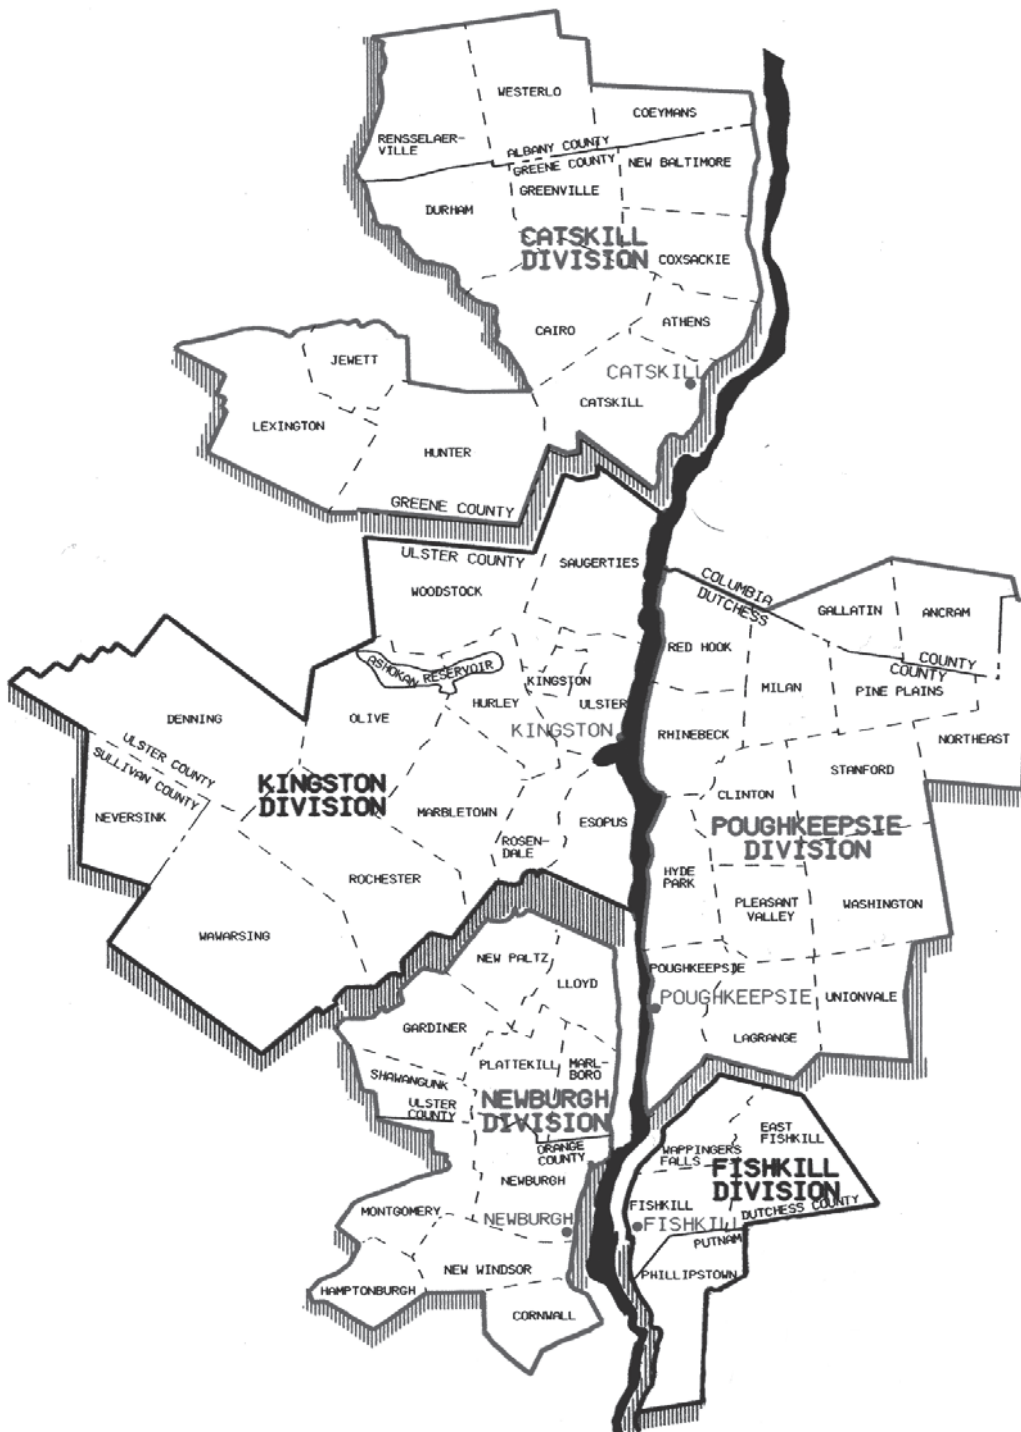 WESTERLO
COEYMANS
RENSSELAER-
VILLE
ALBANY COUNTY
GREENE COUNTY
NEW BALTIMORE
GREENVILLE
DURHAM
CATSKILL
DIVISION
COXSACKIE
ATHENS
CAIRO
JEWETT
CATSKILL
CATSKILL
LEXINGTON
HUNTER
GREENE COUNTY
ULSTER COUNTY
SAUGERTIES
WOODSTOCK
COLUMBIA
DUTCHESS
GALLATIN
ANCRAM
RED HOOK
COUNTY
COUNTY
ASHOKAN RESERVOIR
KINGSTON
MILAN
PINE PLAINS
HURLEY
ULSTER
DENNING
OLIVE
KINGSTON
RHINEBECK
NORTHEAST
ULSTER COUNTY
SULLIVAN COUNTY
STANFORD
KINGSTON
DIVISION
CLINTON
NEVERSINK
MARBLETOWN
ESOPUS
POUGHKEEPSIE
DIVISION
ROSEN-
DALE
HYDE
PARK
ROCHESTER
PLEASANT
VALLEY
WASHINGTON
WAWARSING
NEW PALTZ
POUGHKEEPSIE
LLOYD
POUGHKEEPSIE
UNIONVALE
GARDINER
LAGRANGE
PLATTEKILL
MARL-
BORO
SHAWANGUNK
NEWBURGH
DIVISION
ULSTER
COUNTY
EAST
FISHKILL
ORANGE
COUNTY
WAPPINGERS
FALLS
FISHKILL
DIVISION
NEWBURGH
MONTGOMERY
FISHKILL
DUTCHESS COUNTY
NEWBURGH
FISHKILL
PUTNAM
NEW WINDSOR
PHILLIPSTOWN
HAMPTONBURGH
CORNWALL